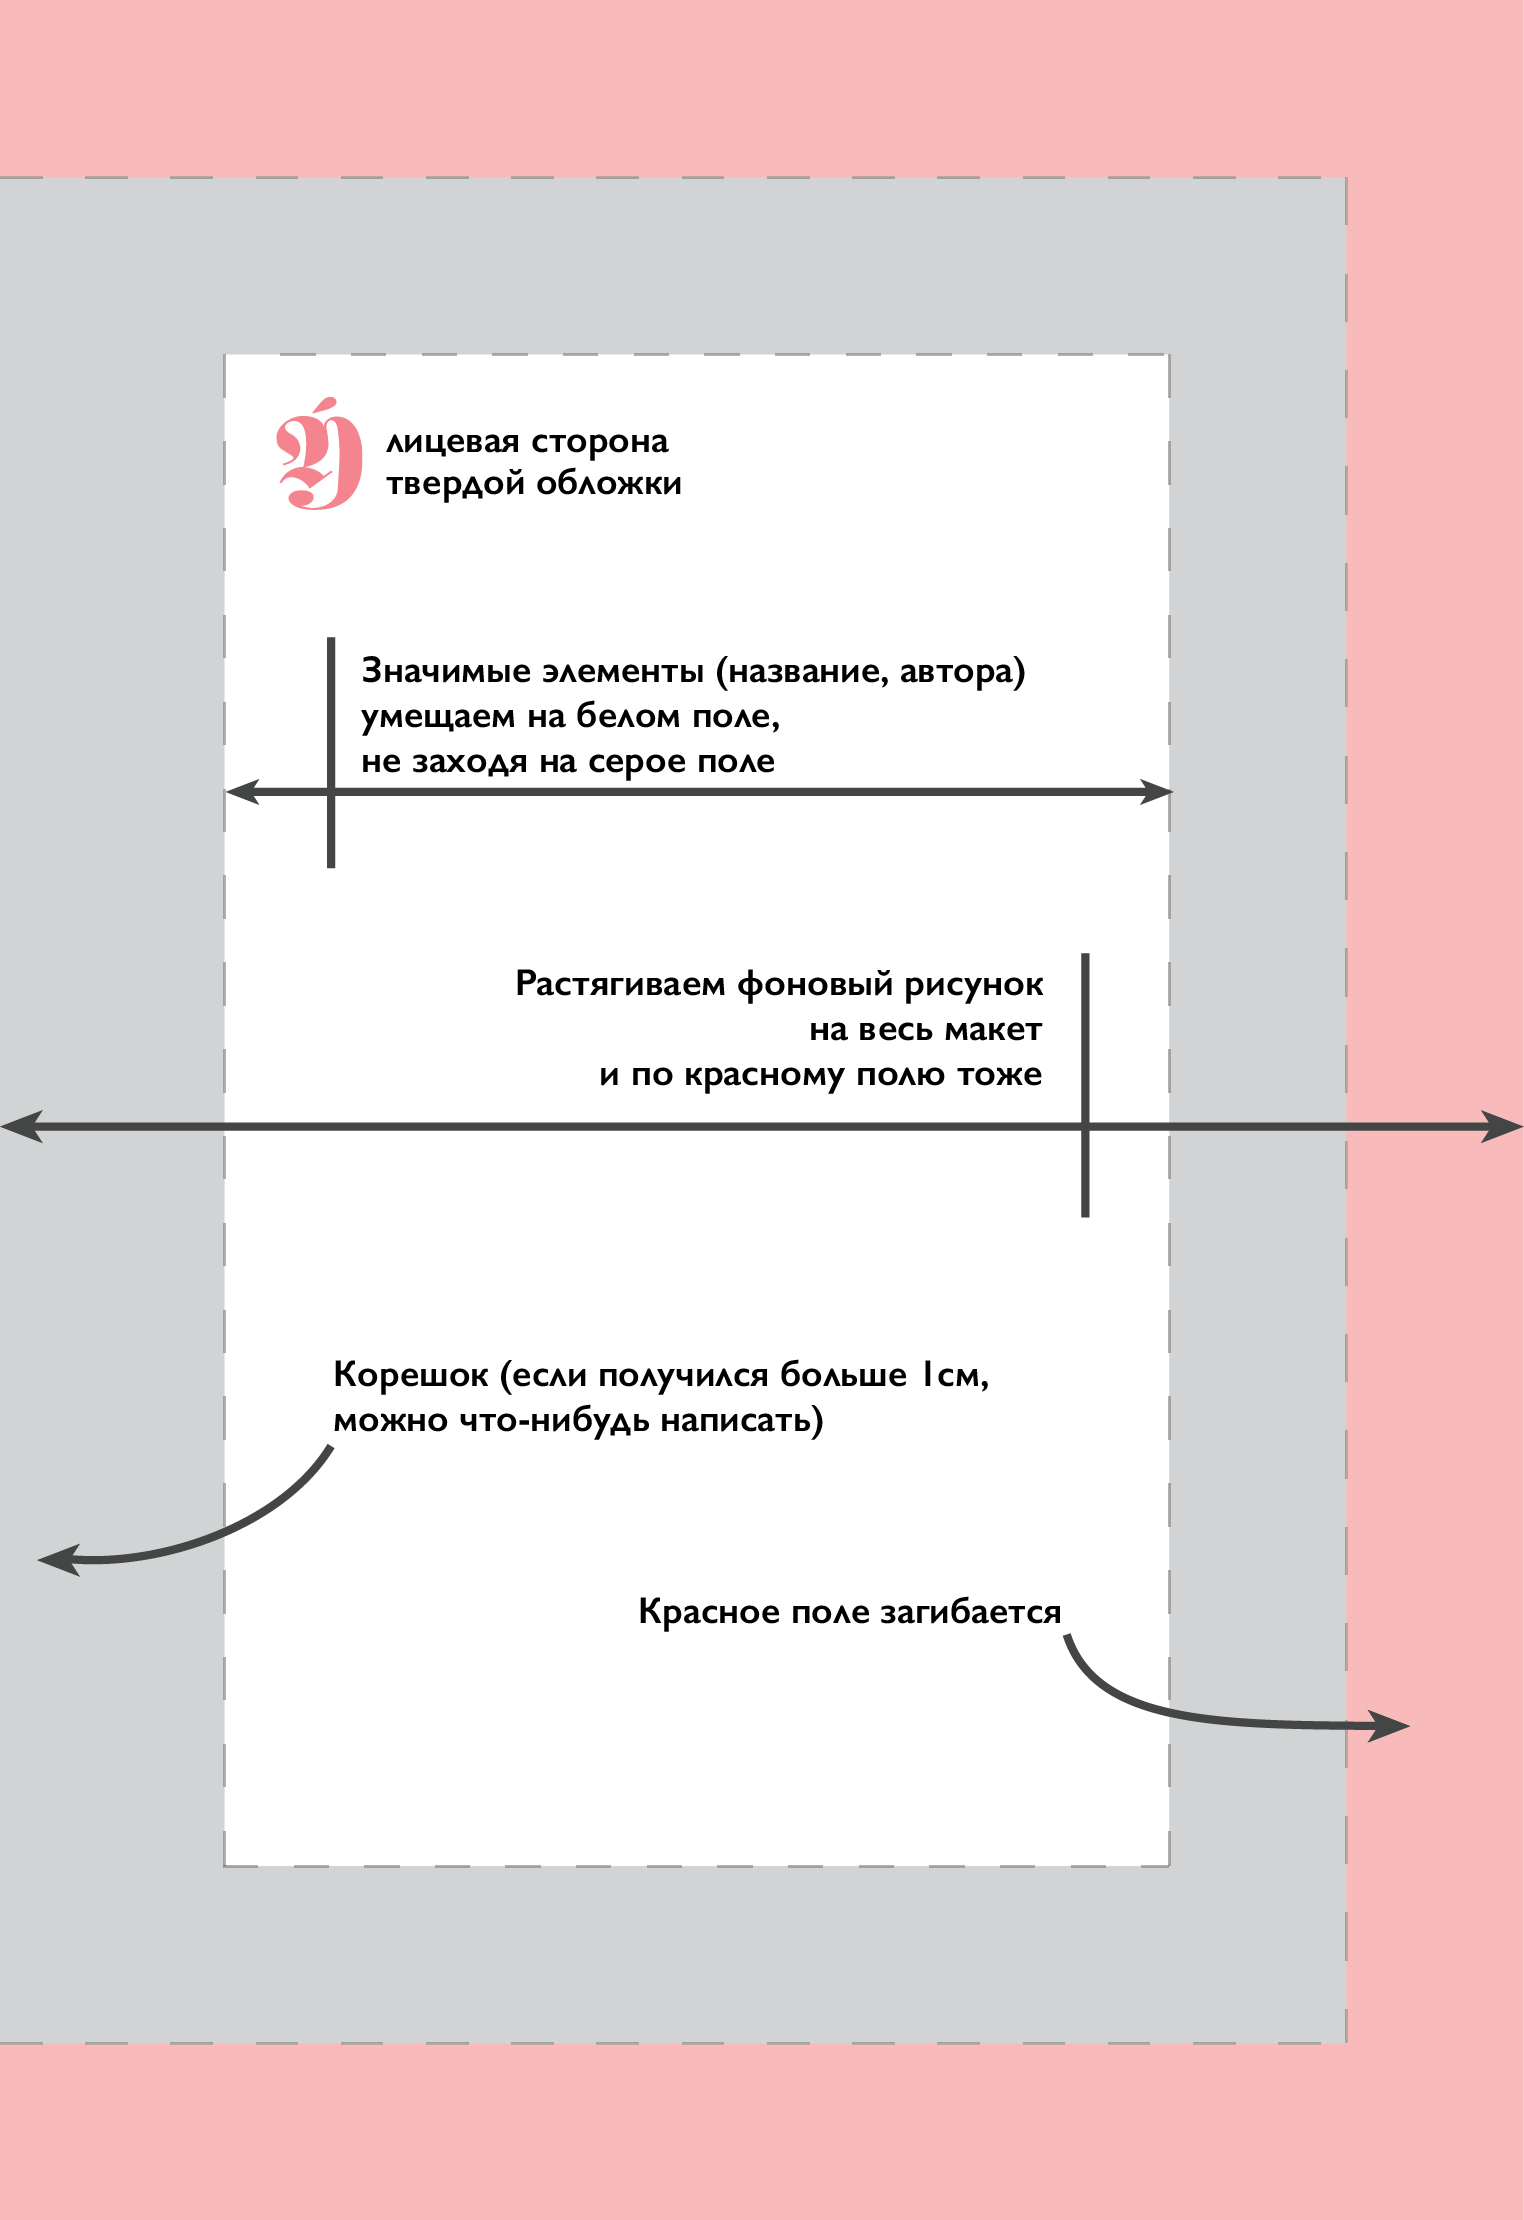 лицевая сторона
твердой обложки
Значимые элементы (название, автора)
умещаем на белом поле,
не заходя на серое поле
Растягиваем фоновый рисунок
на весь макет
и по красному полю тоже
Корешок (если получился больше 1см,
можно что-нибудь написать)
Красное поле загибается